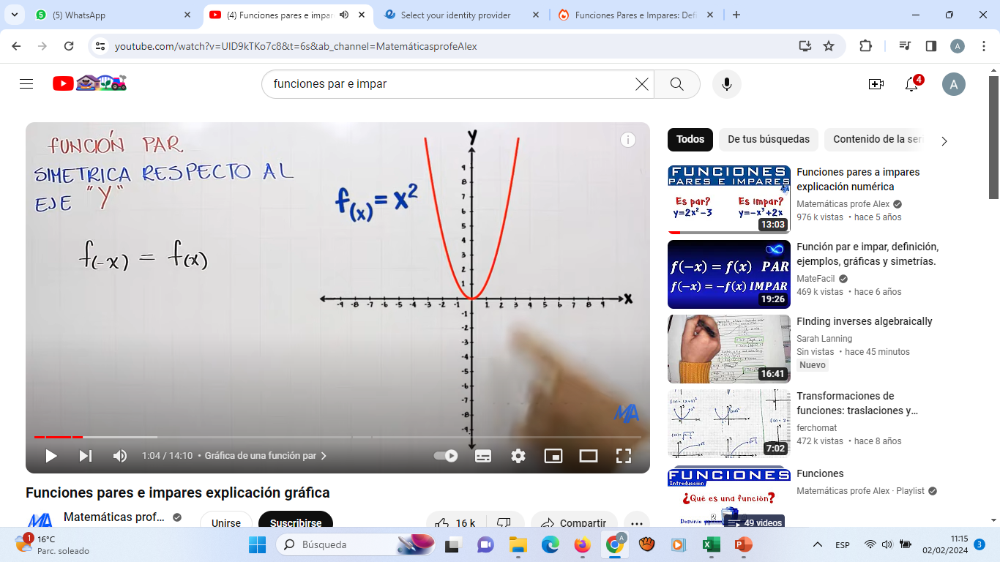 (5) WhatsApp
(4) Funciones pares e impar
Select your identity provider
Funciones Pares e Impares: Defi
youtube.com/watch?v=UID9kTKo7c8&t=6s&ab_channel=MatemáticasprofeAlex
A
funciones par e impar
4
A
FUNCIÓN PAR
SIMETRICA RESPECTO AL
EJE "Y"
f(-x) = f(x)
f(x) = x²
Y
9
8
7
6
5
4
3
2
1
-9 -8 -7 -6 -5 -4 -3 -2 -1 1 2 3 4 5 6 7 8 9 X
-1
-2
-3
-4
-5
-6
-7
-8
-9
MA
1:04 / 14:10 • Gráfica de una función par
Funciones pares e impares explicación gráfica
MA
Matemáticas prof...
Unirse
Suscribirse
16 k
Compartir
Todos
De tus búsquedas
Contenido de la seri
FUNCIONES
PARES E IMPARES
MA
Es par? Es impar?
y=2x²-3 y=-x³+2x
13:03
Funciones pares a impares
explicación numérica
Matemáticas profe Alex
976 k vistas • hace 5 años
f(-x) = f(x) PAR
f(-x) = -f(x) IMPAR
19:26
Función par e impar, definición,
ejemplos, gráficas y simetrías.
MateFacil
469 k vistas • hace 6 años
16:41
FInding inverses algebraically
Sarah Lanning
Sin vistas • hace 45 minutos
Nuevo
7:02
Transformaciones de
funciones: traslaciones y...
ferchomat
472 k vistas • hace 8 años
FUNCIONES
Introducción
¿Qué es una función?
Dominio
49 videos
Funciones
Matemáticas profe Alex · Playlist
1
16°C
Parc. soleado
Búsqueda
A
ESP
11:15
02/02/2024
3